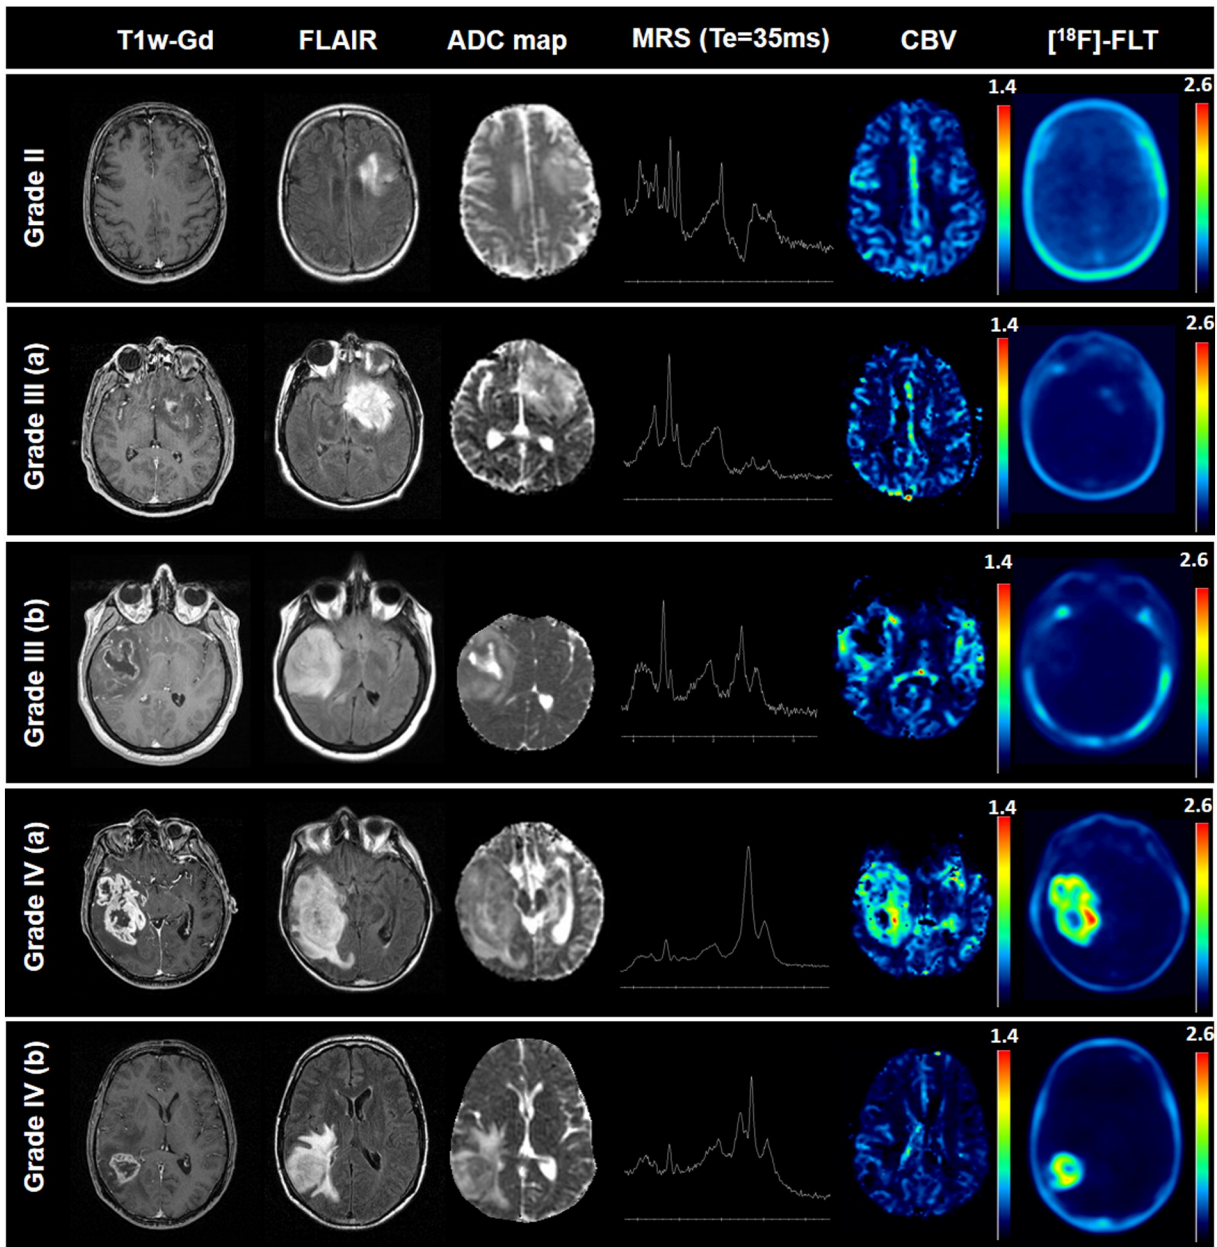 T1w-Gd FLAIR ADC map MRS (Te=35ms) CBV [¹⁸F]-FLT
Grade II 1.4 2.6
Grade III (a) 1.4 2.6
Grade III (b) 1.4 2.6
Grade IV (a) 1.4 2.6
Grade IV (b) 1.4 2.6